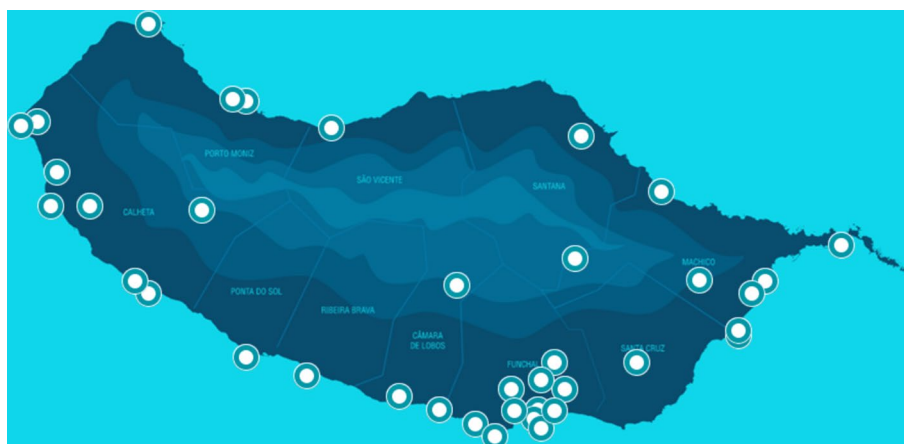 PORTO MONIZ
SÃO VICENTE
SANTANA
CALHETA
MACHICO
PONTA DO SOL
RIBEIRA BRAVA
CÂMARA
DE LOBOS
FUNCHAL
SANTA CRUZ